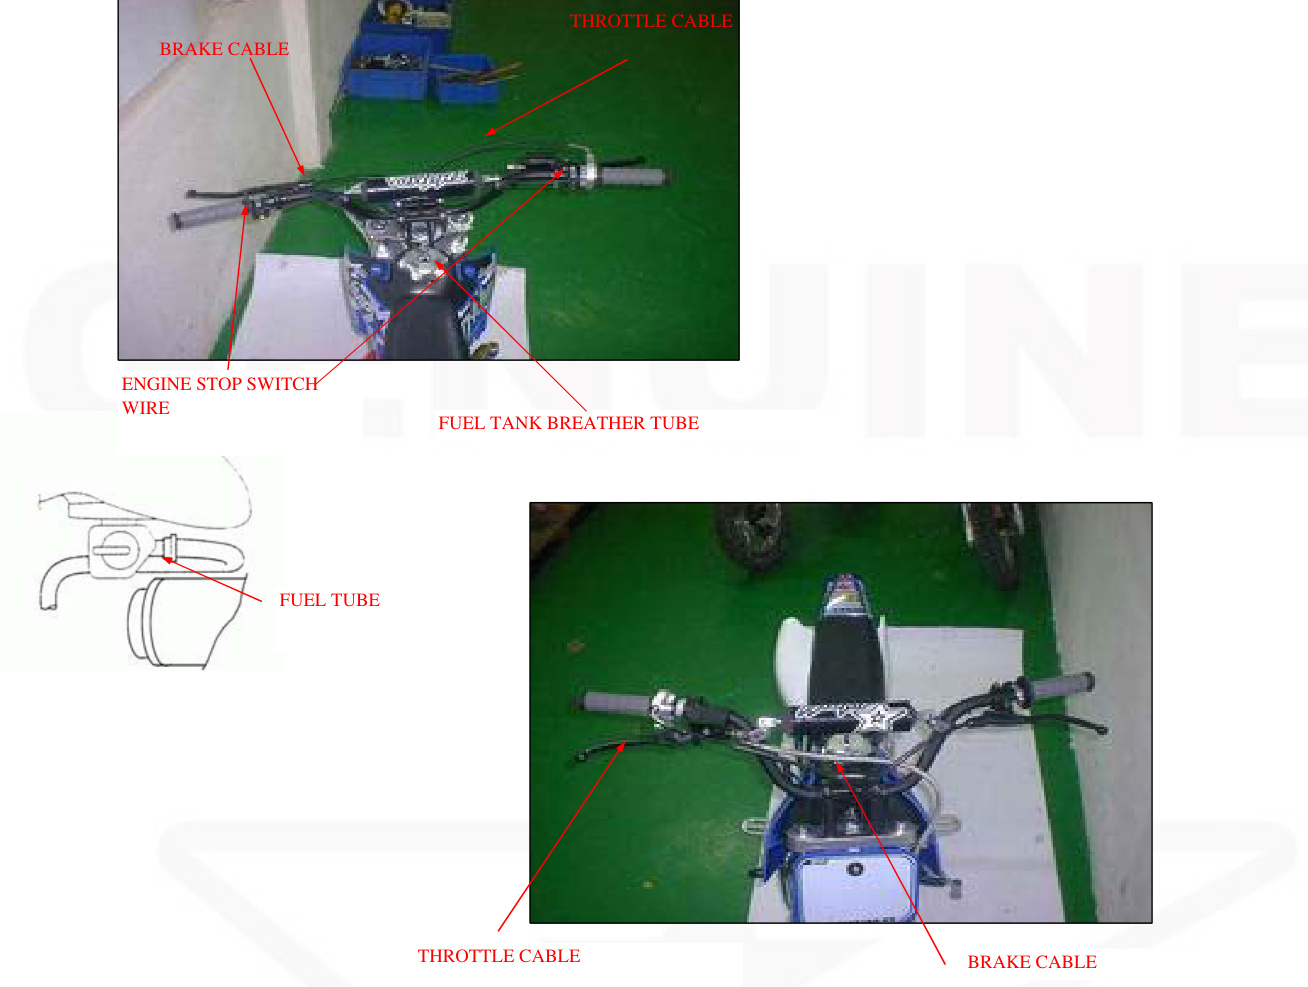 THROTTLE CABLE
BRAKE CABLE
ENGINE STOP SWITCH
WIRE
FUEL TANK BREATHER TUBE
FUEL TUBE
THROTTLE CABLE
BRAKE CABLE